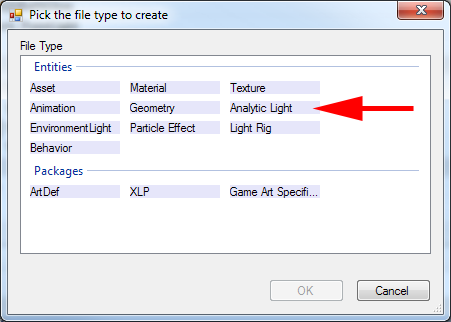 Pick the file type to create
File Type
Entities
Asset Material Texture
Animation Geometry Analytic Light
EnvironmentLight Particle Effect Light Rig
Behavior
Packages
ArtDef XLP Game Art Specifi...
OK Cancel